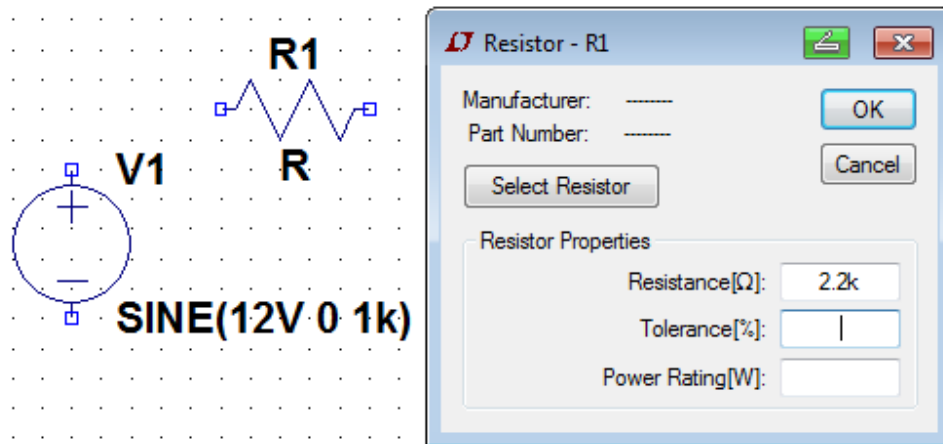 R1
R
V1
SINE(12V 0 1k)
Resistor - R1
Manufacturer: --------
Part Number: --------
OK
Cancel
Select Resistor
Resistor Properties
Resistance[Ω]: 2.2k
Tolerance[%]:
Power Rating[W]: